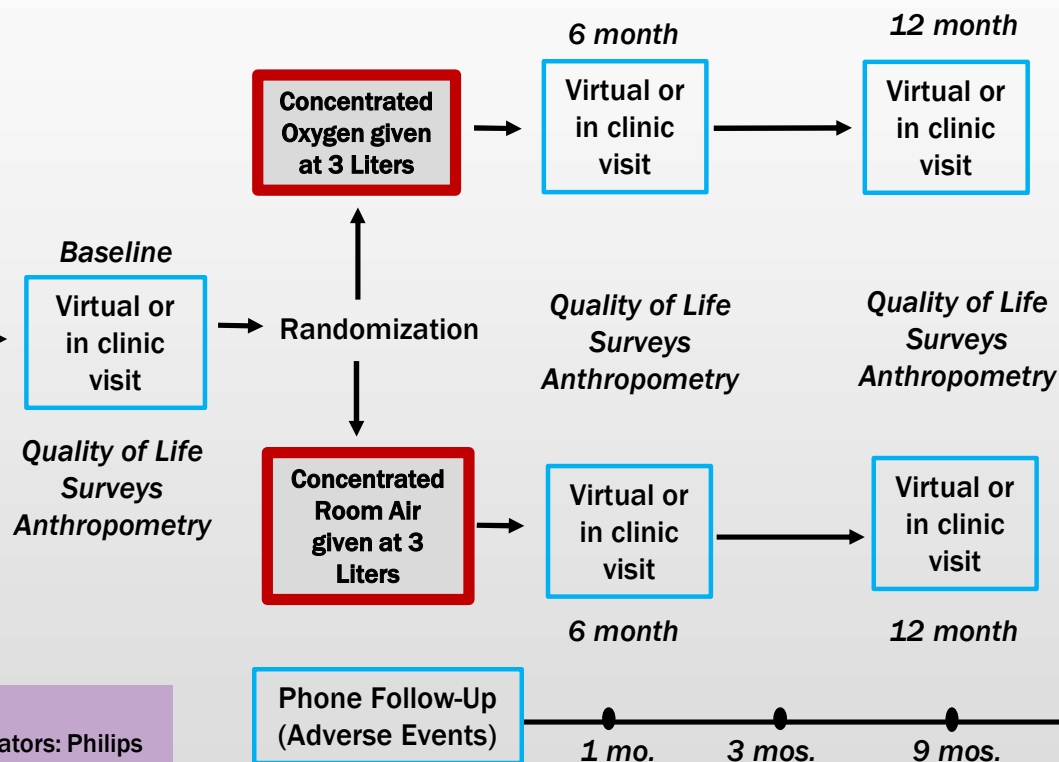 6 month
12 month
Concentrated
Oxygen given
at 3 Liters
Virtual or
in clinic
visit
Virtual or
in clinic
visit
Baseline
Virtual or
in clinic
visit
Randomization
Quality of Life
Surveys
Anthropometry
Quality of Life
Surveys
Anthropometry
Quality of Life
Surveys
Anthropometry
Concentrated
Room Air
given at 3
Liters
Virtual or
in clinic
visit
Virtual or
in clinic
visit
6 month
12 month
Phone Follow-Up
(Adverse Events)
1 mo.
3 mos.
9 mos.
Philips